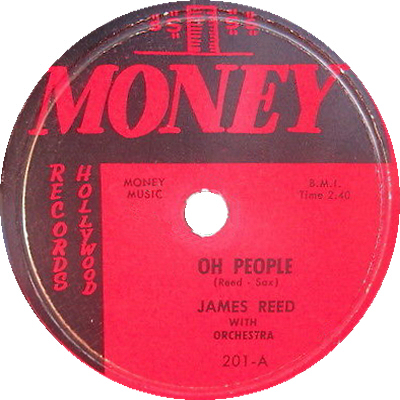 MONEY
RECORDS
HOLLYWOOD
MONEY
MUSIC
B.M.I.
Time 2.40
OH PEOPLE
(Reed - Sax)
JAMES REED
WITH
ORCHESTRA
201-A